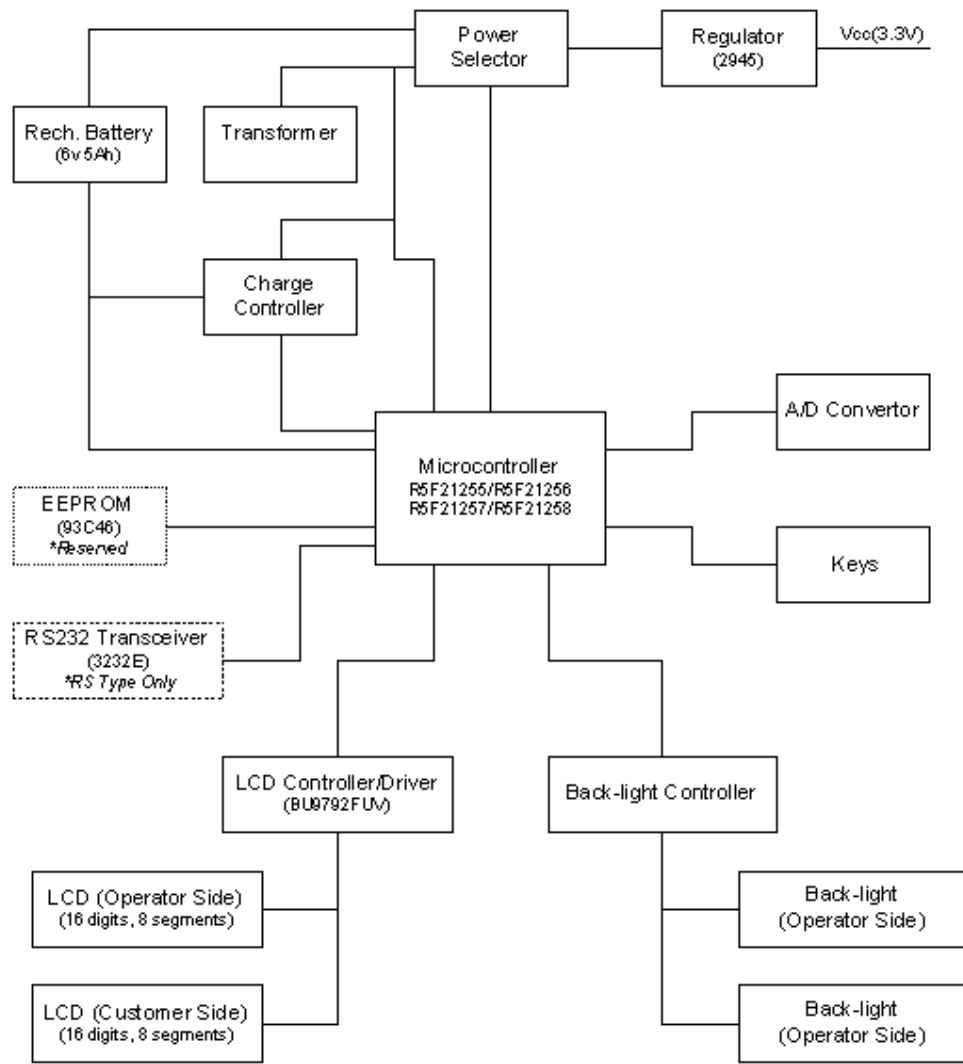 Power
Selector
Regulator
(2945)
Vcc(3.3V)
Rech. Battery
(6v 5Ah)
Transformer
Charge
Controller
A/D Convertor
Microcontroller
R5F21255/R5F21256
R5F21257/R5F21258
EEPROM
(93C46)
*Reserved
Keys
RS232 Transceiver
(3232E)
*RS Type Only
LCD Controller/Driver
(BU9792FUV)
Back-light Controller
LCD (Operator Side)
(16 digits, 8 segments)
Back-light
(Operator Side)
LCD (Customer Side)
(16 digits, 8 segments)
Back-light
(Operator Side)